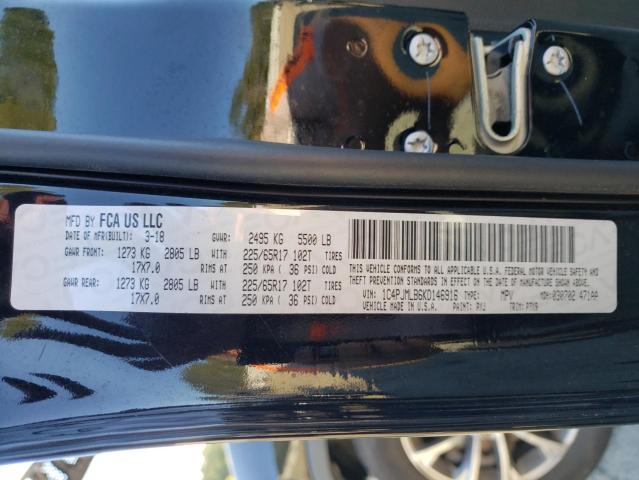 MFD BY FCA US LLC
DATE OF MFR(BUILT): 3-18 GVWR: 2495 KG 5500 LB
GAWR FRONT: 1273 KG 2805 LB WITH 225/65R17 102T TIRES
17X7.0 RIMS AT 250 KPA ( 36 PSI) COLD
GAWR REAR: 1273 KG 2805 LB WITH 225/65R17 102T TIRES
17X7.0 RIMS AT 250 KPA ( 36 PSI) COLD
THIS VEHICLE CONFORMS TO ALL APPLICABLE U.S.A. FEDERAL MOTOR VEHICLE SAFETY AND
THEFT PREVENTION STANDARDS IN EFFECT ON THE DATE OF MANUFACTURE SHOWN ABOVE.
VIN: 1C4PJMLB6KD146916 TYPE: MPV MDH:030702 471AA
VEHICLE MADE IN U.S.A. PAINT: PXJ TRIM: